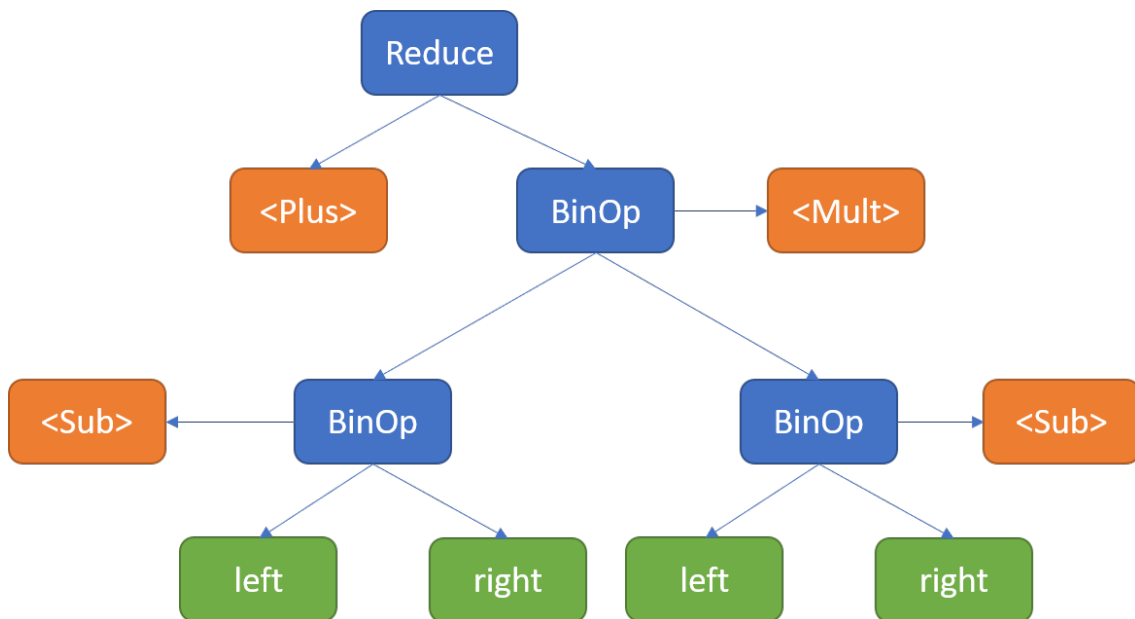 Reduce
<Plus>
BinOp
<Mult>
<Sub>
BinOp
BinOp
<Sub>
left
right
left
right